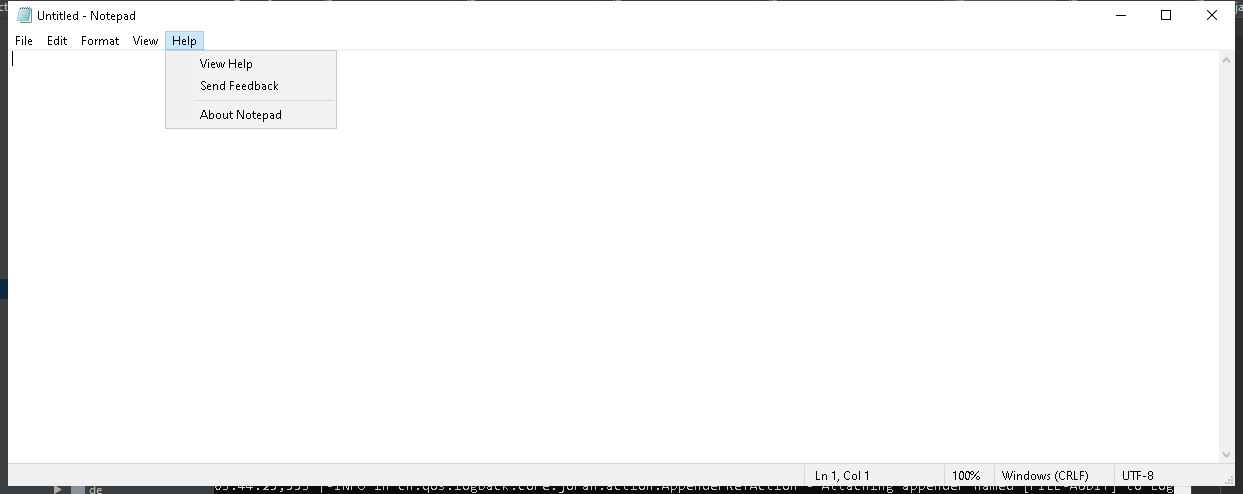 Untitled - Notepad
File Edit Format View Help
View Help
Send Feedback
About Notepad
Ln 1, Col 1 100% Windows (CRLF) UTF-8
de